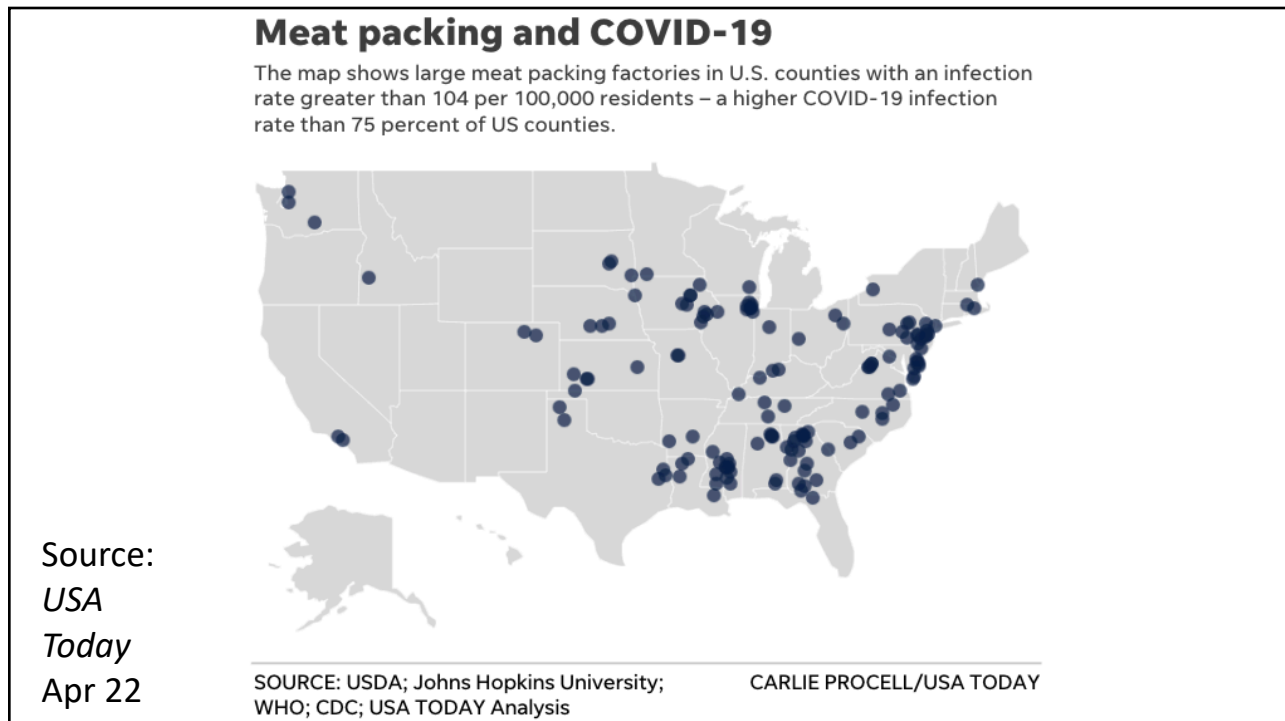 Meat packing and COVID-19
The map shows large meat packing factories in U.S. counties with an infection
rate greater than 104 per 100,000 residents – a higher COVID-19 infection
rate than 75 percent of US counties.
Source:
USA
Today
Apr 22
SOURCE: USDA; Johns Hopkins University;
WHO; CDC; USA TODAY Analysis
CARLIE PROCELL/USA TODAY